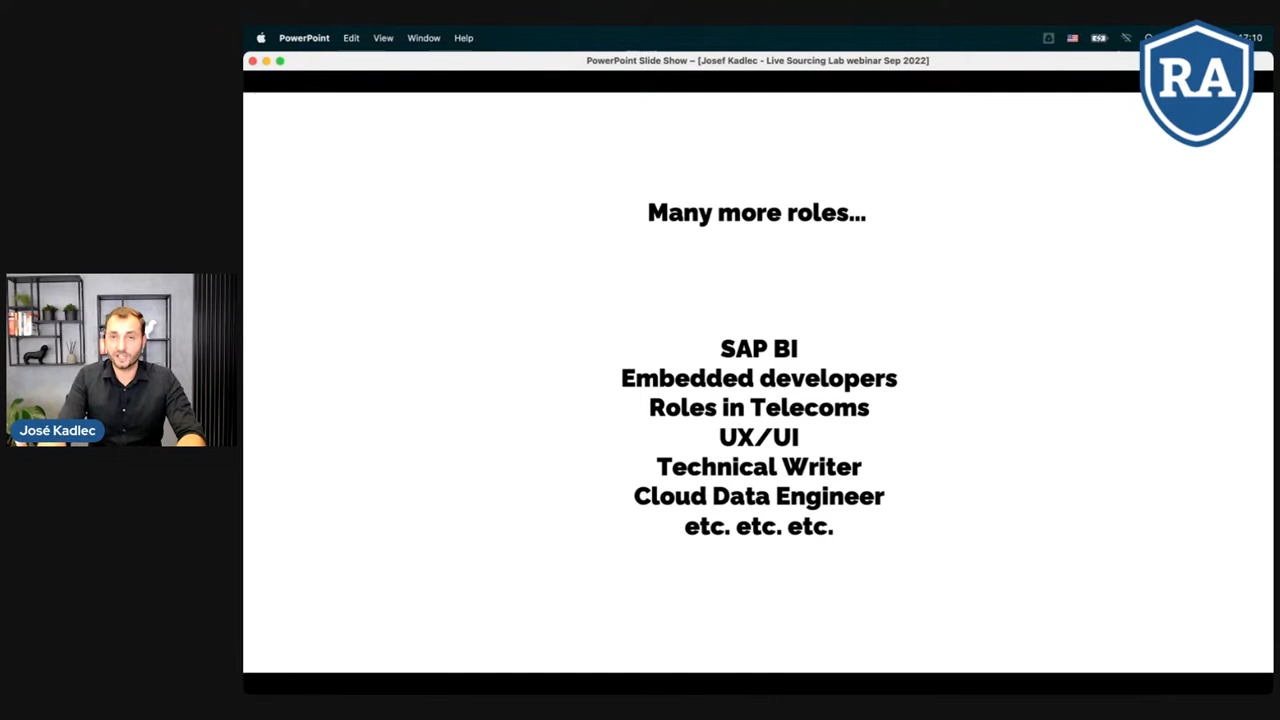 PowerPoint Edit View Window Help
17:10
PowerPoint Slide Show – [Josef Kadlec - Live Sourcing Lab webinar Sep 2022]
RA
Many more roles...
SAP BI
Embedded developers
Roles in Telecoms
UX/UI
Technical Writer
Cloud Data Engineer
etc. etc. etc.
José Kadlec